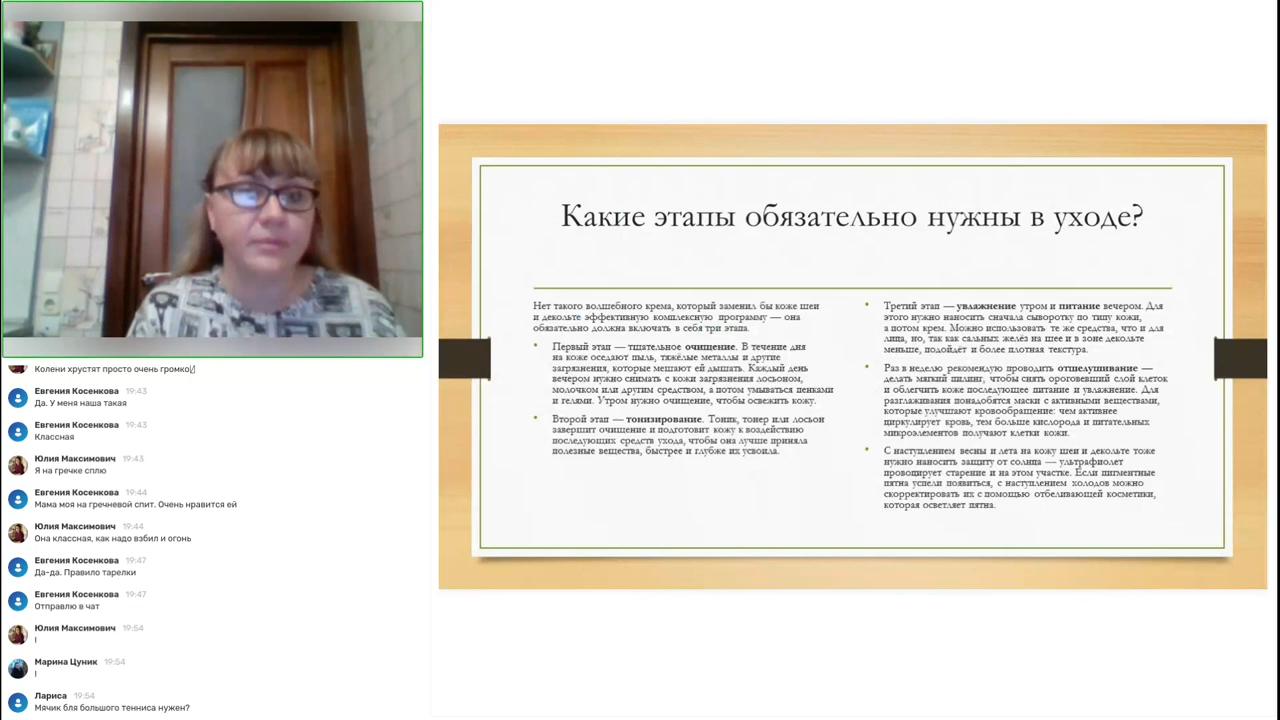 Колени хрустят просто очень громко
Евгения Косенкова 19:43
Да. У меня наша такая
Евгения Косенкова 19:43
Классная
Юлия Максимович 19:43
Я на гречке сплю
Евгения Косенкова 19:44
Мама моя на гречневой спит. Очень нравится ей
Юлия Максимович 19:44
Она классная, как надо взбил и огонь
Евгения Косенкова 19:47
Да-да. Правило тарелки
Евгения Косенкова 19:47
Отправлю в чат
Юлия Максимович 19:54
!
Марина Цуник 19:54
!
Лариса 19:54
Мячик бля большого тенниса нужен?
Какие этапы обязательно нужны в уходе?
Нет такого волшебного крема, который заменил бы коже шеи
и декольте эффективную комплексную программу — она
обязательно должна включать в себя три этапа.
• Первый этап — тщательное очищение. В течение дня
на коже оседают пыль, тяжёлые металлы и другие
загрязнения, которые мешают ей дышать. Каждый день
вечером нужно снимать с кожи загрязнения лосьоном,
молочком или другим средством, а потом умываться пенками
и гелями. Утром нужно очищение, чтобы освежить кожу.
• Второй этап — тонизирование. Тоник, тонер или лосьон
завершит очищение и подготовит кожу к воздействию
последующих средств ухода, чтобы она лучше приняла
полезные вещества, быстрее и глубже их усвоила.
• Третий этап — увлажнение утром и питание вечером. Для
этого нужно наносить сначала сыворотку по типу кожи,
а потом крем. Можно использовать те же средства, что и для
лица, но, так как сальных желёз на шее и в зоне декольте
меньше, подойдёт и более плотная текстура.
• Раз в неделю рекомендую проводить отшелушивание —
делать мягкий пилинг, чтобы снять ороговевший слой клеток
и облегчить коже последующее питание и увлажнение. Для
разглаживания понадобятся маски с активными веществами,
которые улучшают кровообращение: чем активнее
циркулирует кровь, тем больше кислорода и питательных
микроэлементов получают клетки кожи.
• С наступлением весны и лета на кожу шеи и декольте тоже
нужно наносить защиту от солнца — ультрафиолет
провоцирует старение и на этом участке. Если пигментные
пятна успели появиться, с наступлением холодов можно
скорректировать их с помощью отбеливающей косметики,
которая осветляет пятна.